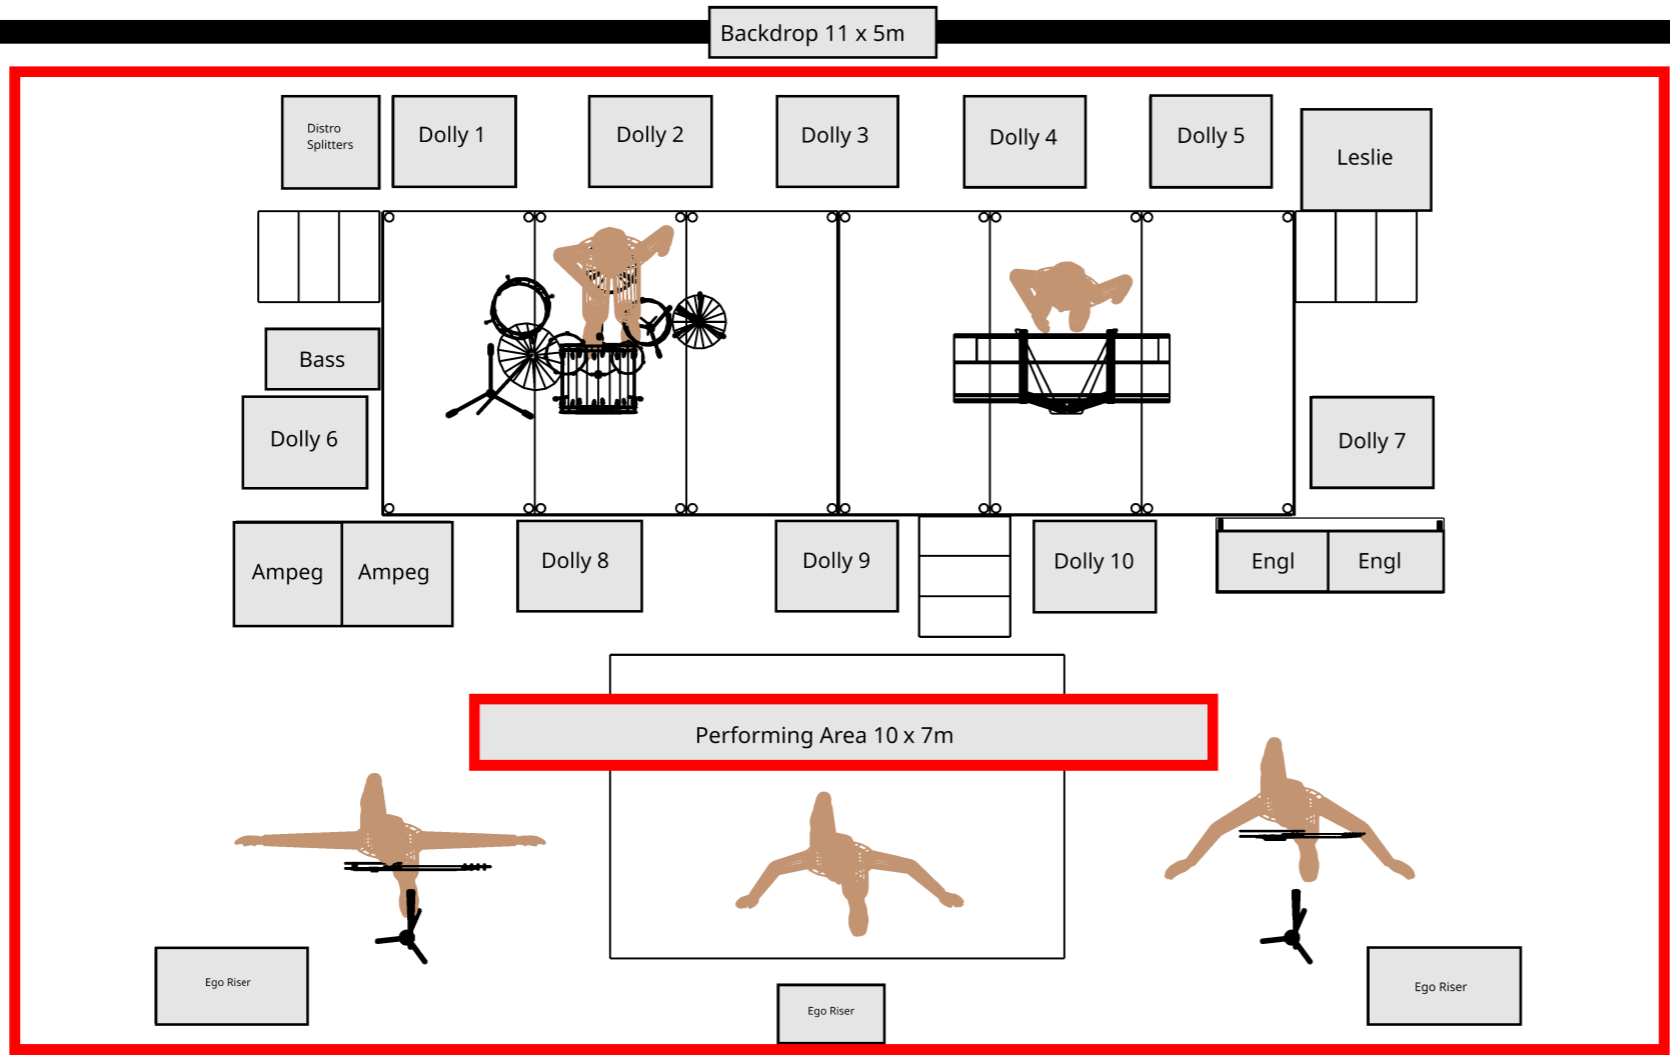 Backdrop 11 x 5m
Distro
Splitters
Dolly 1
Dolly 2
Dolly 3
Dolly 4
Dolly 5
Leslie
Bass
Dolly 6
Dolly 7
Ampeg
Ampeg
Dolly 8
Dolly 9
Dolly 10
Engl
Engl
Performing Area 10 x 7m
Ego Riser
Ego Riser
Ego Riser